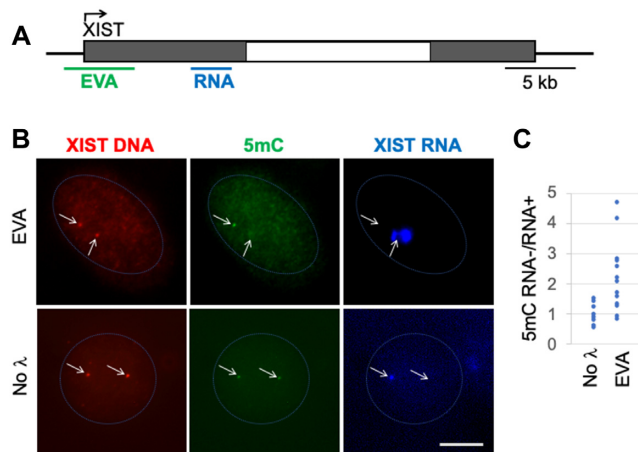 A
XIST
EVA
RNA
5 kb
B
XIST DNA 5mC XIST RNA
EVA
No λ
C
5mC RNA-/RNA+
5
4
3
2
1
0
No λ
EVA